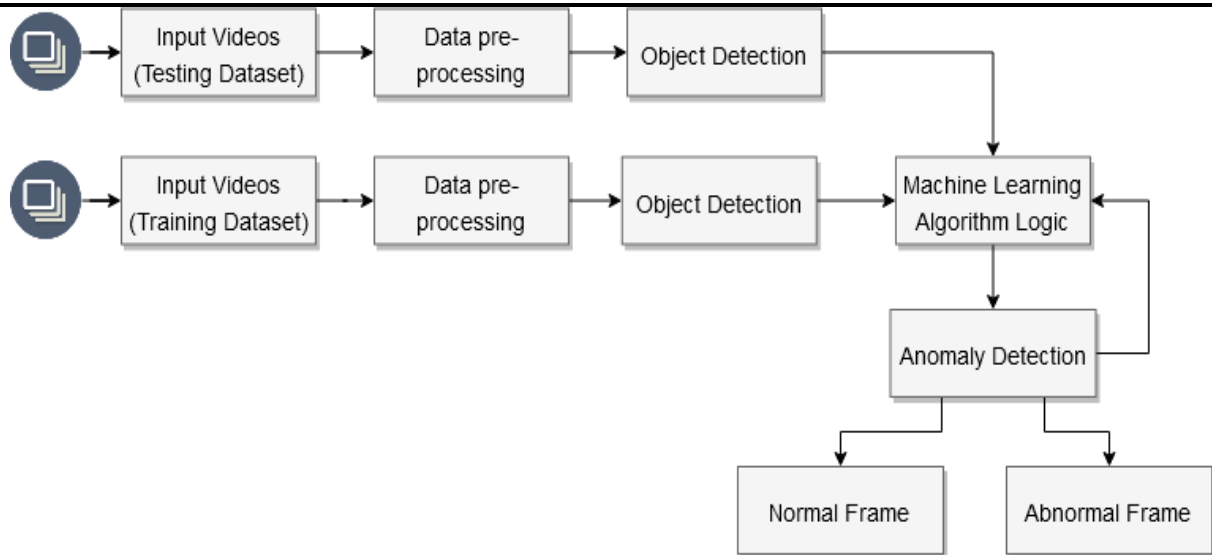 Input Videos
(Testing Dataset)
Data pre-
processing
Object Detection
Input Videos
(Training Dataset)
Data pre-
processing
Object Detection
Machine Learning
Algorithm Logic
Anomaly Detection
Normal Frame
Abnormal Frame